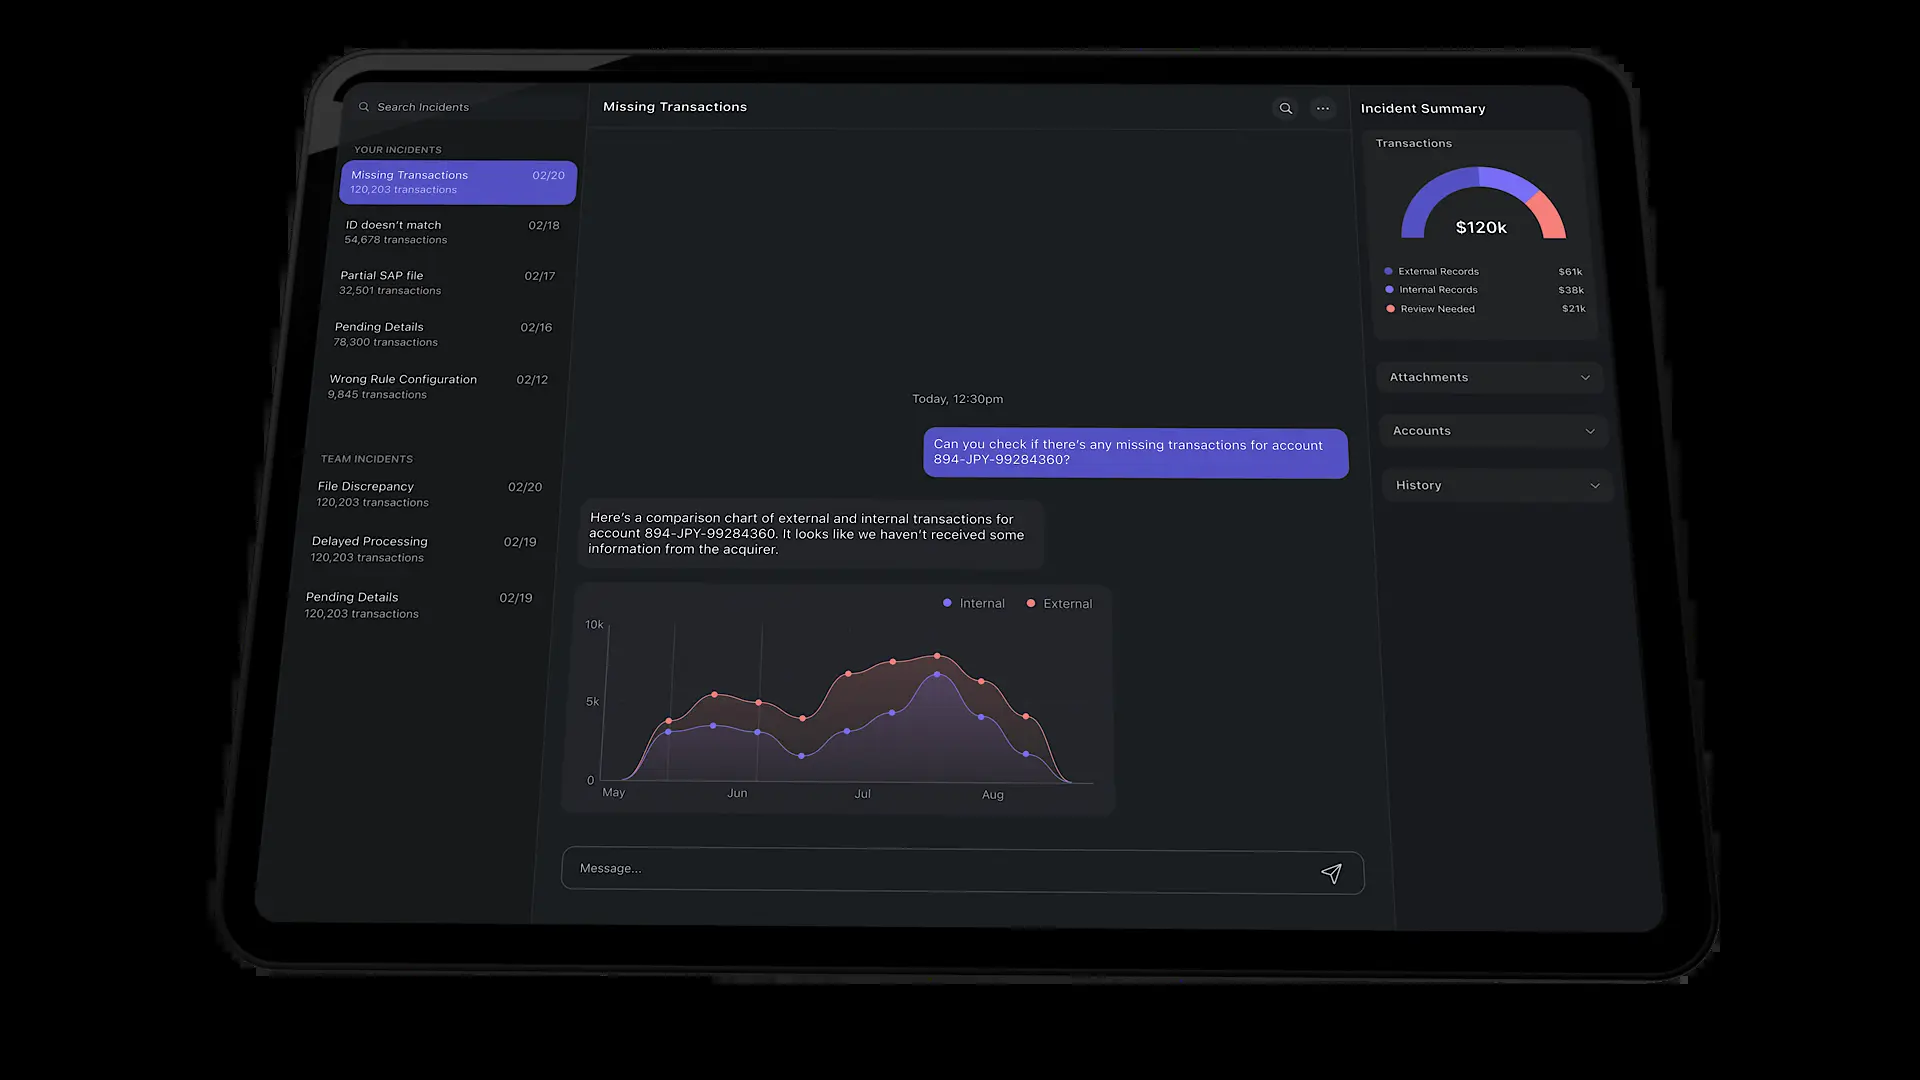 Search Incidents
YOUR INCIDENTS
Missing Transactions 02/20
120,203 transactions
ID doesn't match 02/18
54,678 transactions
Partial SAP file 02/17
32,501 transactions
Pending Details 02/16
78,300 transactions
Wrong Rule Configuration 02/12
9,845 transactions
TEAM INCIDENTS
File Discrepancy 02/20
120,203 transactions
Delayed Processing 02/19
120,203 transactions
Pending Details 02/19
120,203 transactions
Missing Transactions
Today, 12:30pm
Can you check if there's any missing transactions for account
894-JPY-99284360?
Here's a comparison chart of external and internal transactions for
account 894-JPY-99284360. It looks like we haven't received some
information from the acquirer.
Internal External
10k
5k
0
May Jun Jul Aug
Message...
Incident Summary
Transactions
$120k
External Records $61k
Internal Records $38k
Review Needed $21k
Attachments
Accounts
History